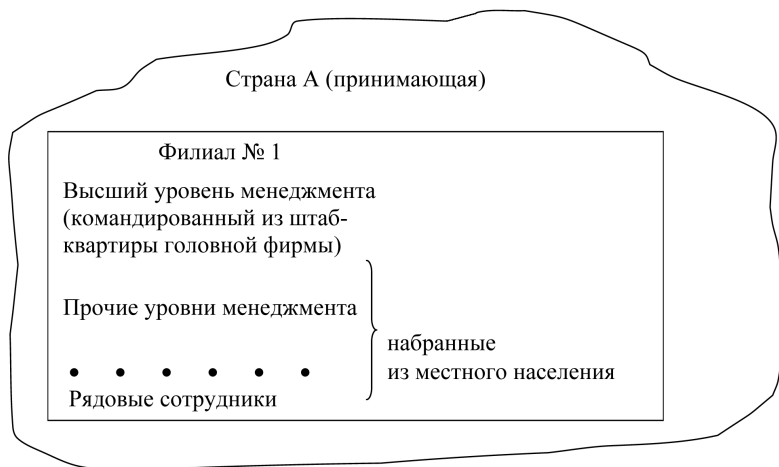 Страна А (принимающая)
Филиал № 1
Высший уровень менеджмента
(командированный из штаб-
квартиры головной фирмы)
Прочие уровни менеджмента
набранные
из местного населения
Рядовые сотрудники